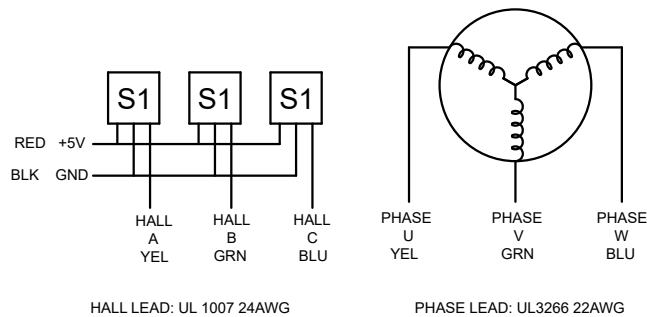 S1 S1 S1
RED +5V
BLK GND
HALL
A
YEL
HALL
B
GRN
HALL
C
BLU
HALL LEAD: UL 1007 24AWG
PHASE
U
YEL
PHASE
V
GRN
PHASE
W
BLU
PHASE LEAD: UL3266 22AWG